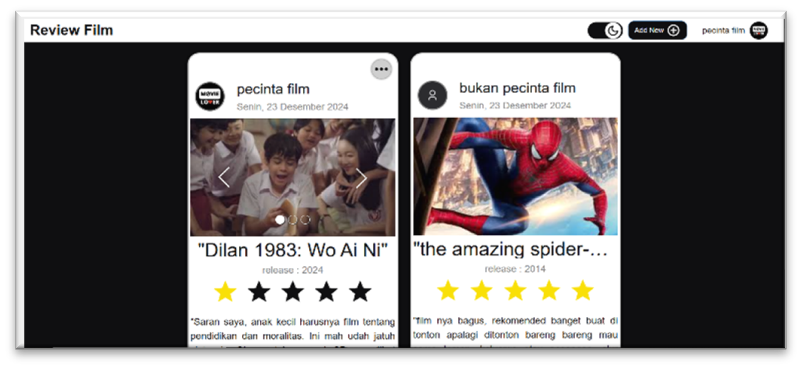 Review Film
Add New
pecinta film
pecinta film
Senin, 23 Desember 2024
MOVIE
LOVER
"Dilan 1983: Wo Ai Ni"
release : 2024
"Saran saya, anak kecil harusnya film tentang
pendidikan dan moralitas. Ini mah udah jatuh
bukan pecinta film
Senin, 23 Desember 2024
"the amazing spider-...
release : 2014
"film nya bagus, rekomended banget buat di
tonton apalagi ditonton bareng bareng mau